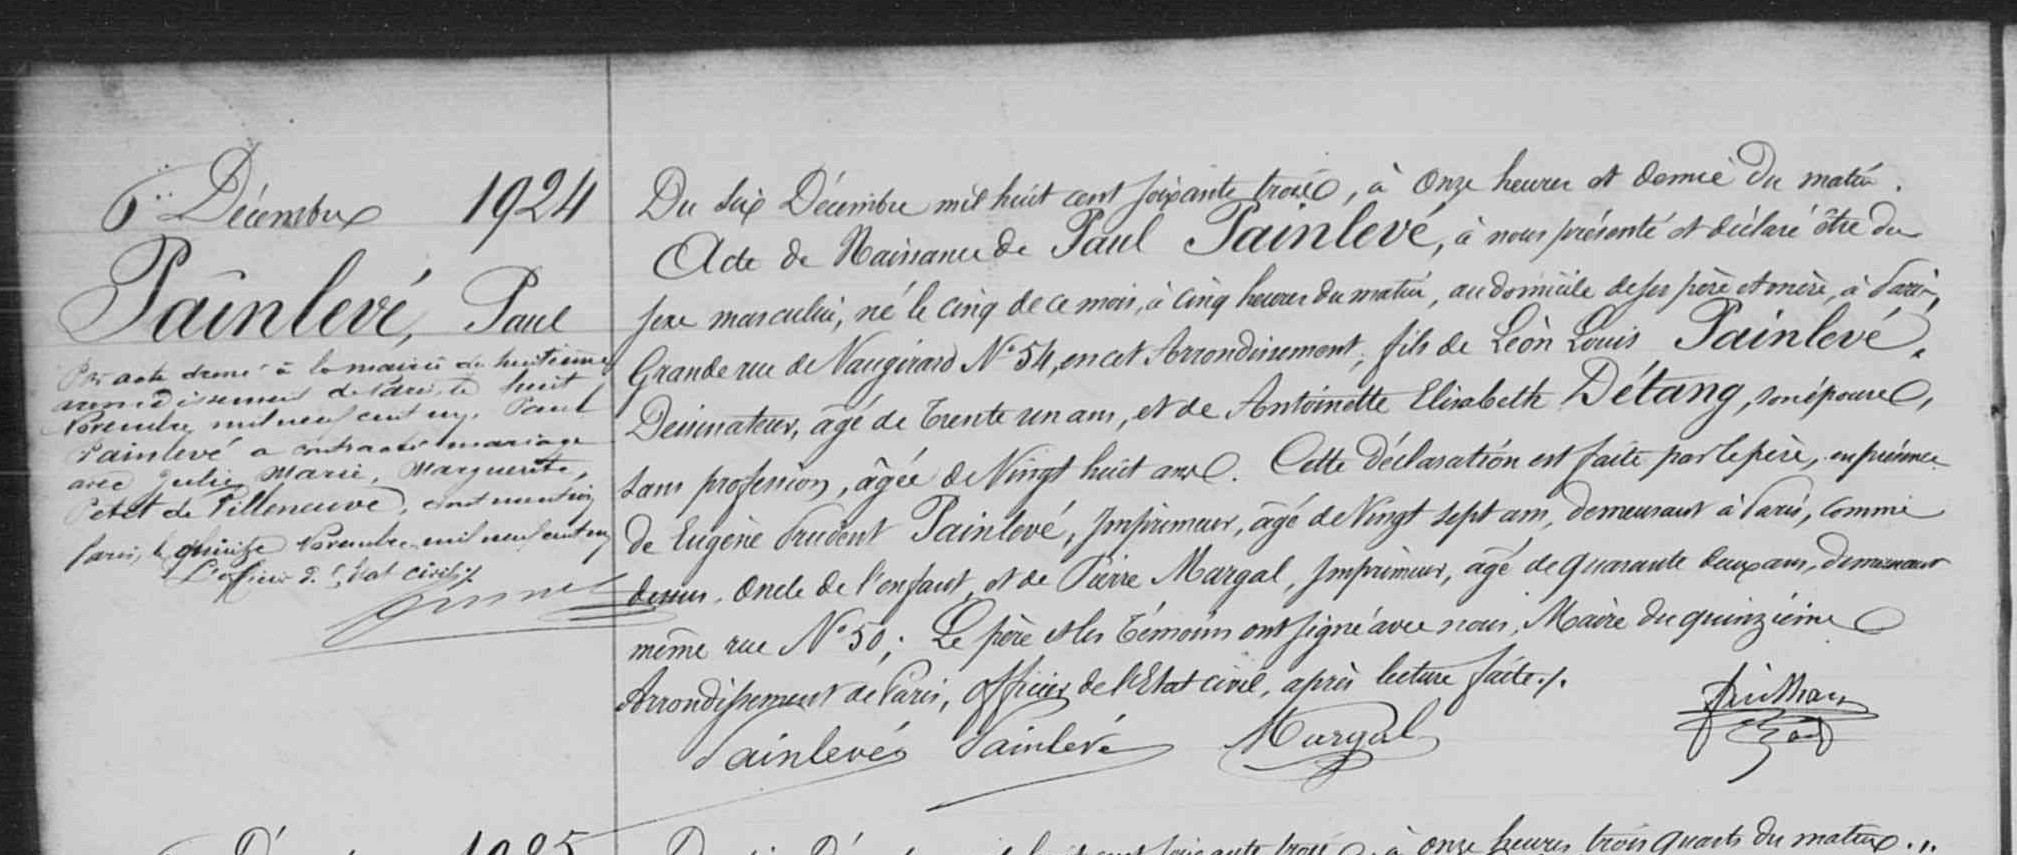 6 Décembre 1924
Painlevé, Paul
Par acte dressé à la mairie du huitième
arrondissement de Paris, le huit
Novembre mil neuf cent un, Paul
Painlevé a contracté mariage
avec Julie, Marie, Marguerite,
Petit de Villeneuve, dont mention
Paris, le quinze Novembre mil neuf cent un
L'officier de l'Etat civil ./.
Du Six Décembre mil huit cent soixante trois, à Onze heures et demie du matin.
Acte de Naissance de Paul Painlevé, à nous présenté et déclaré être du
sexe masculin, né le cinq de ce mois, à cinq heures du matin, au domicile de ses père et mère, à Paris,
Grande rue de Vaugirard No 54, en cet Arrondissement, fils de Léon Louis Painlevé,
Dessinateur, âgé de Trente un ans, et de Antoinette Elisabeth Détang, son épouse,
sans profession, âgée de Vingt huit ans. Cette déclaration est faite par le père, en présence
de Eugène Prudent Painlevé, Imprimeur, âgé de Vingt sept ans, demeurant à Paris, comme
dessus, Oncle de l'enfant, et de Pierre Margal, Imprimeur, âgé de quarante deux ans, demeurant
même rue No 50; Le père et les témoins ont signé avec nous, Maire du quinzième
Arrondissement de Paris, Officier de l'Etat civil, après lecture faite ./.
Painlevé Painlevé Margal
1925
à onze heures trois quarts du matin.